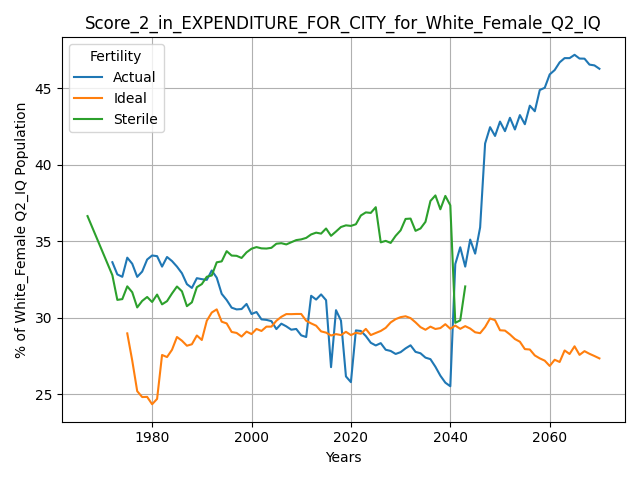 Score_2_in_EXPENDITURE_FOR_CITY_for_White_Female_Q2_IQ
Fertility
Actual
Ideal
Sterile
% of White_Female Q2_IQ Population
45
40
35
30
25
1980
2000
2020
2040
2060
Years